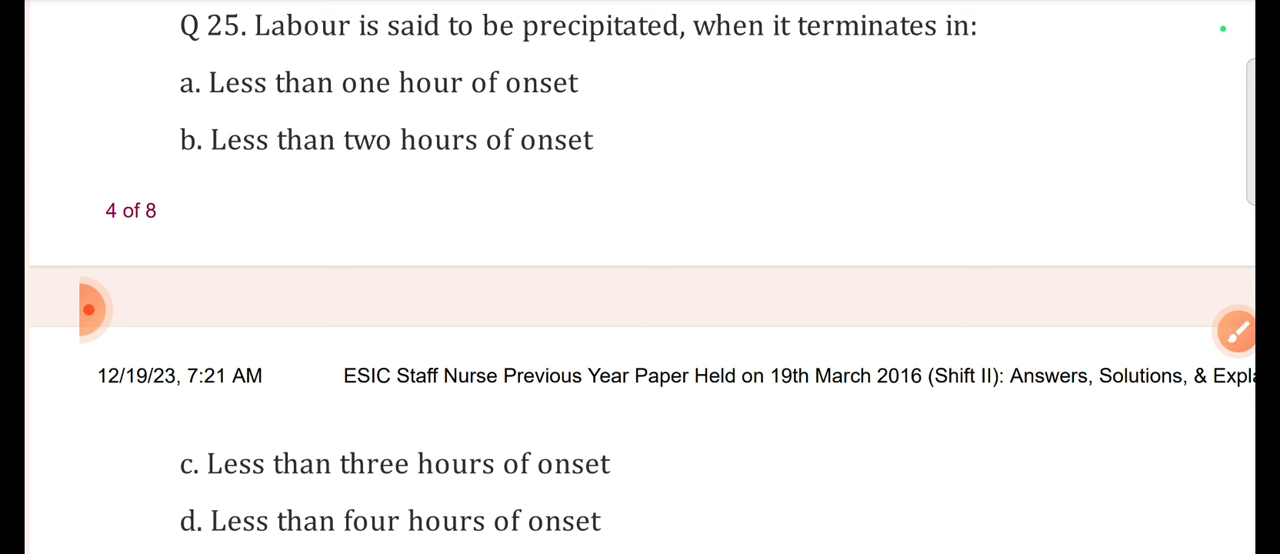 Q 25. Labour is said to be precipitated, when it terminates in:
a. Less than one hour of onset
b. Less than two hours of onset
4 of 8
12/19/23, 7:21 AM ESIC Staff Nurse Previous Year Paper Held on 19th March 2016 (Shift II): Answers, Solutions, & Expl
c. Less than three hours of onset
d. Less than four hours of onset